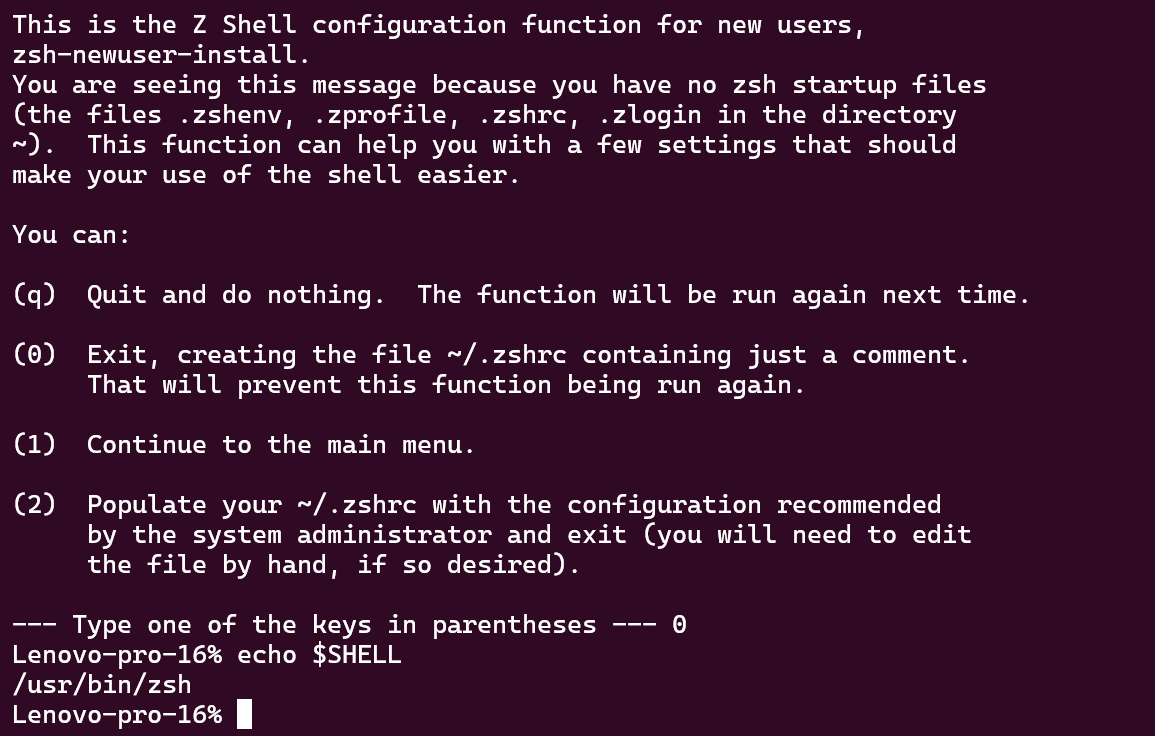 This is the Z Shell configuration function for new users,
zsh-newuser-install.
You are seeing this message because you have no zsh startup files
(the files .zshenv, .zprofile, .zshrc, .zlogin in the directory
~).  This function can help you with a few settings that should
make your use of the shell easier.

You can:

(q)  Quit and do nothing.  The function will be run again next time.

(0)  Exit, creating the file ~/.zshrc containing just a comment.
     That will prevent this function being run again.

(1)  Continue to the main menu.

(2)  Populate your ~/.zshrc with the configuration recommended
     by the system administrator and exit (you will need to edit
     the file by hand, if so desired).

--- Type one of the keys in parentheses --- 0
Lenovo-pro-16% echo $SHELL
/usr/bin/zsh
Lenovo-pro-16%